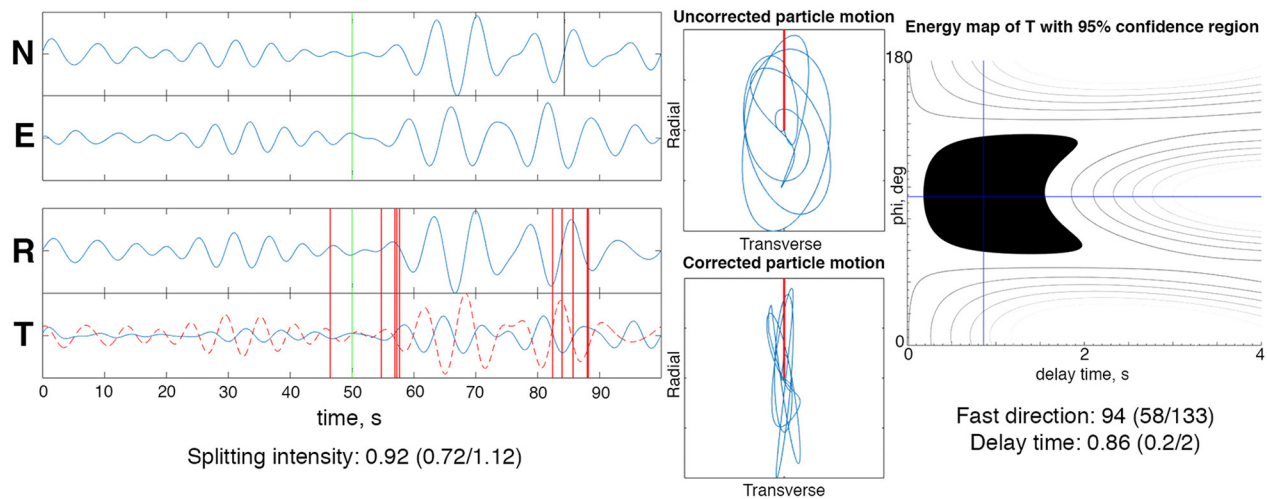 N
E
R
T
0 10 20 30 40 50 60 70 80 90
time, s
Splitting intensity: 0.92 (0.72/1.12)
Uncorrected particle motion
Radial
Transverse
Corrected particle motion
Radial
Transverse
Energy map of T with 95% confidence region
180
phi, deg
0
0 2 4
delay time, s
Fast direction: 94 (58/133)
Delay time: 0.86 (0.2/2)